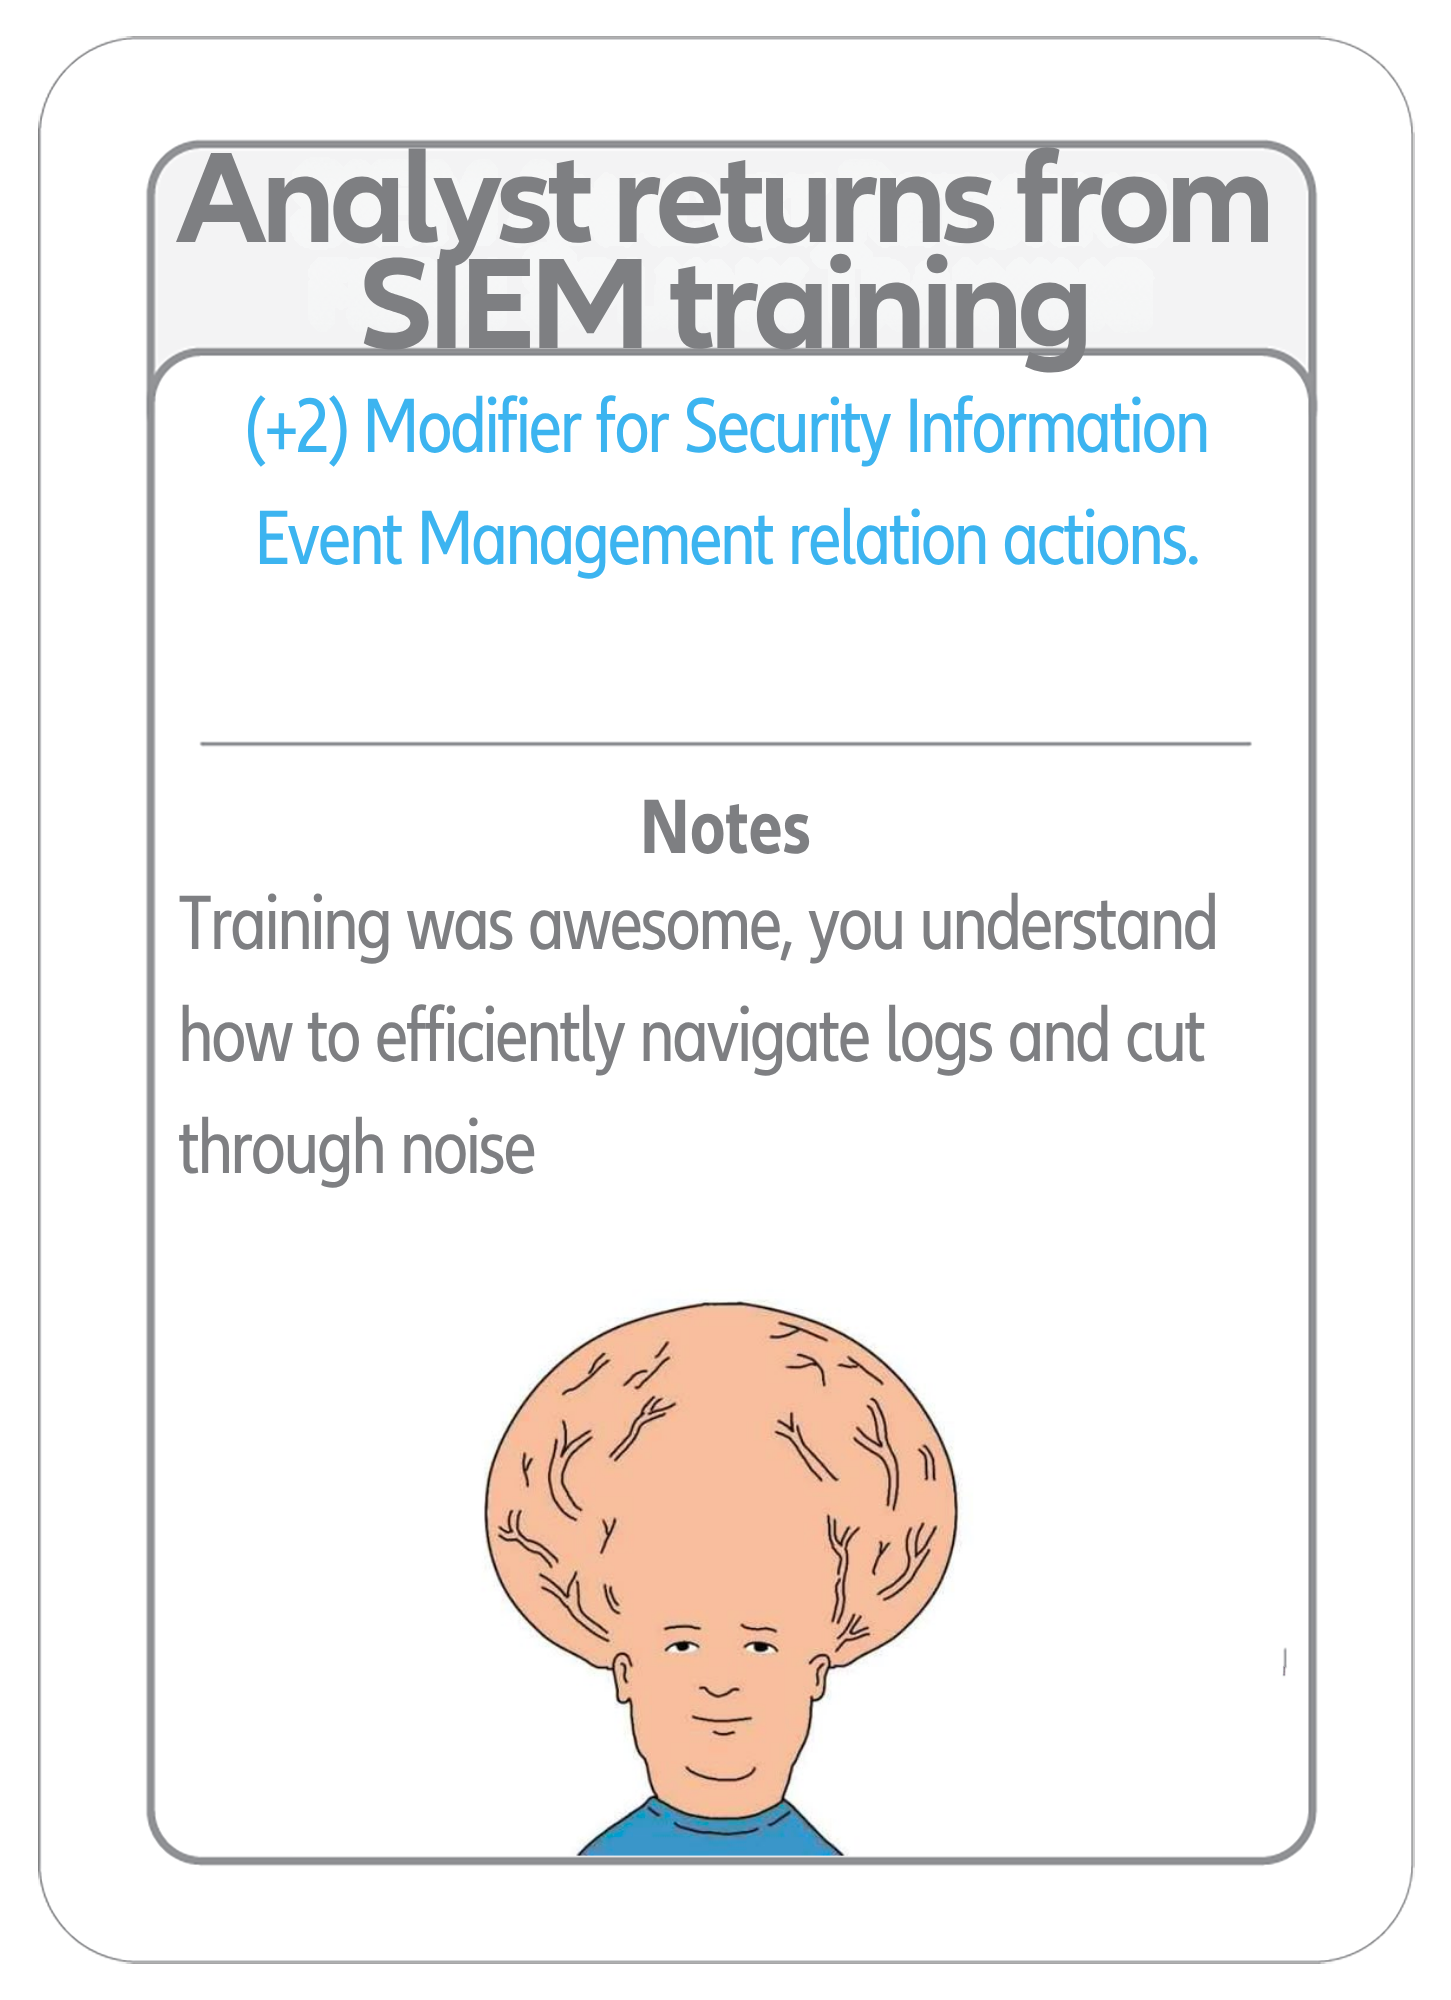 Analyst returns from
SIEM training
(+2) Modifier for Security Information
Event Management relation actions.
Notes
Training was awesome, you understand
how to efficiently navigate logs and cut
through noise